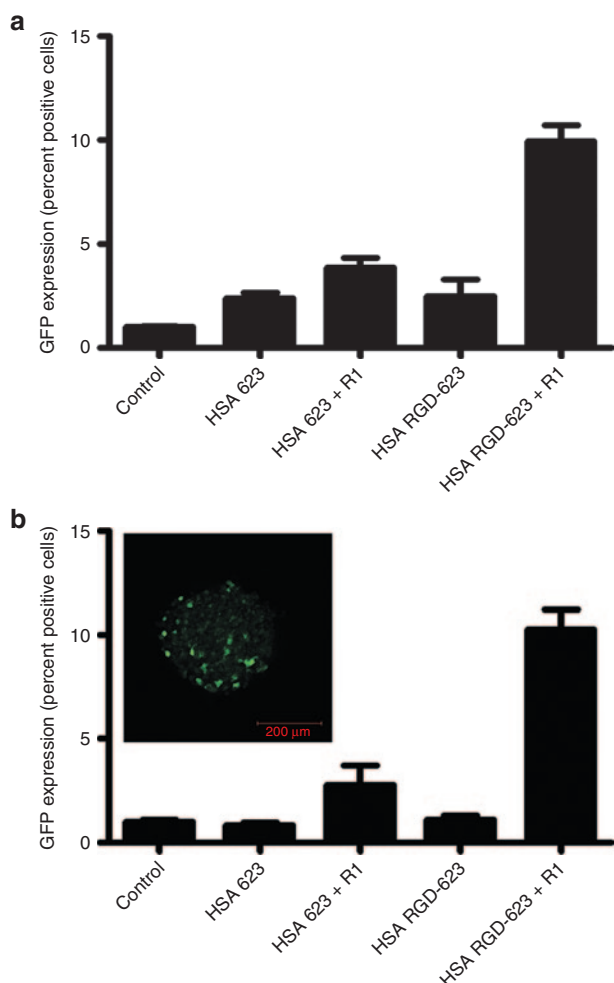 a
GFP expression (percent positive cells)
15
10
5
0
Control
HSA 623
HSA 623 + R1
HSA RGD-623
HSA RGD-623 + R1
b
GFP expression (percent positive cells)
15
10
5
0
200 μm
Control
HSA 623
HSA 623 + R1
HSA RGD-623
HSA RGD-623 + R1